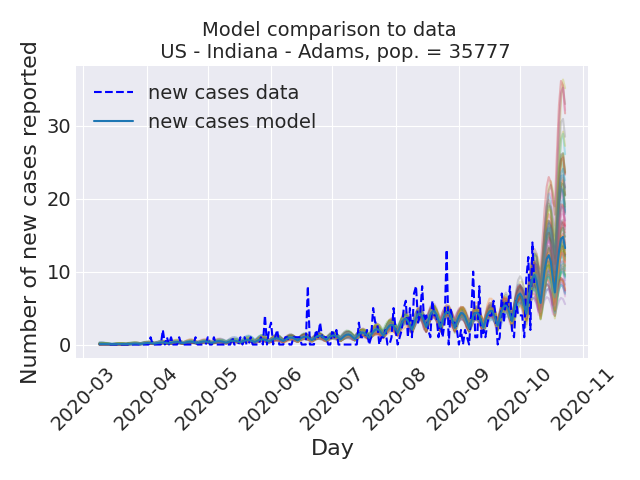 Model comparison to data
US - Indiana - Adams, pop. = 35777
new cases data
new cases model
Number of new cases reported
30
20
10
0
2020-03
2020-04
2020-05
2020-06
2020-07
2020-08
2020-09
2020-10
2020-11
Day